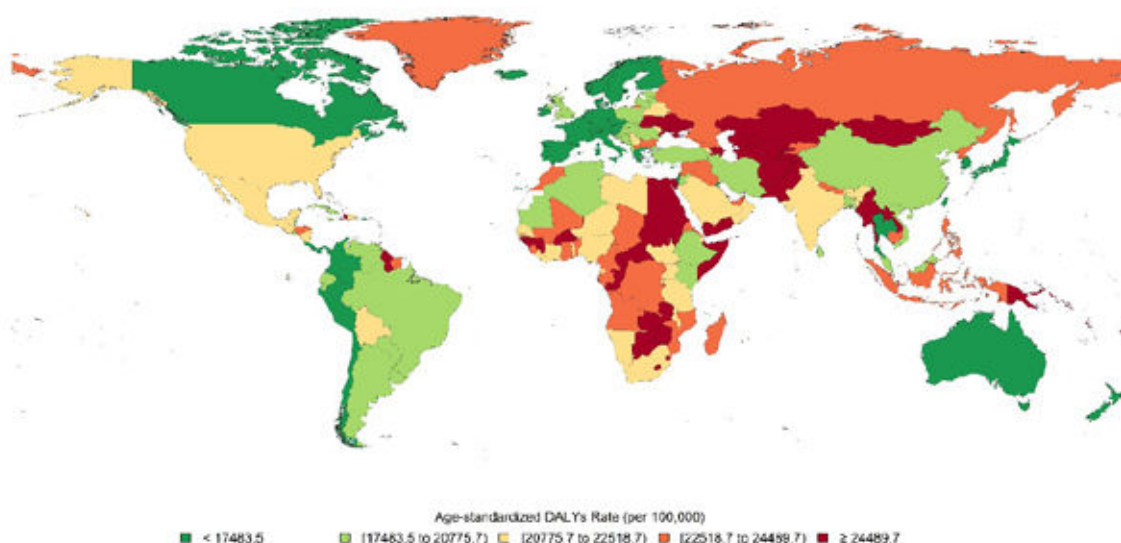 Age-standardized DALYs Rate (per 100,000)
< 17483.5 [17483.5 to 20775.7) [20775.7 to 22518.7) [22518.7 to 24489.7) ≥ 24489.7